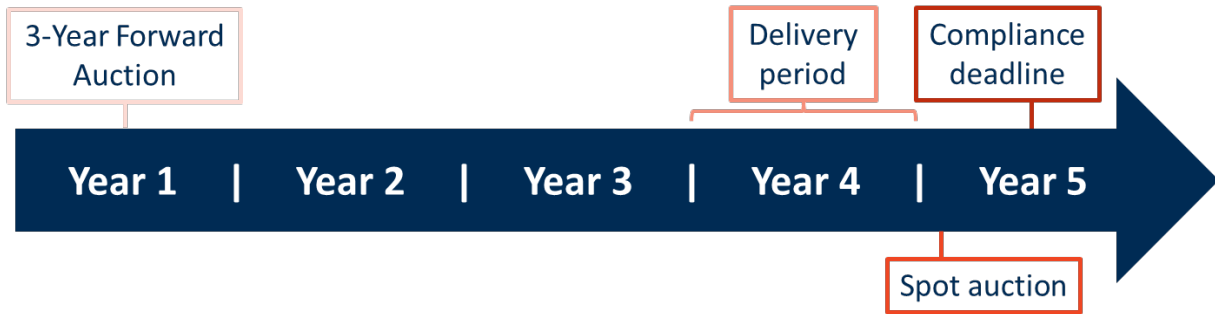 3-Year Forward
Auction
Delivery
period
Compliance
deadline
Year 1 | Year 2 | Year 3 | Year 4 | Year 5
Spot auction